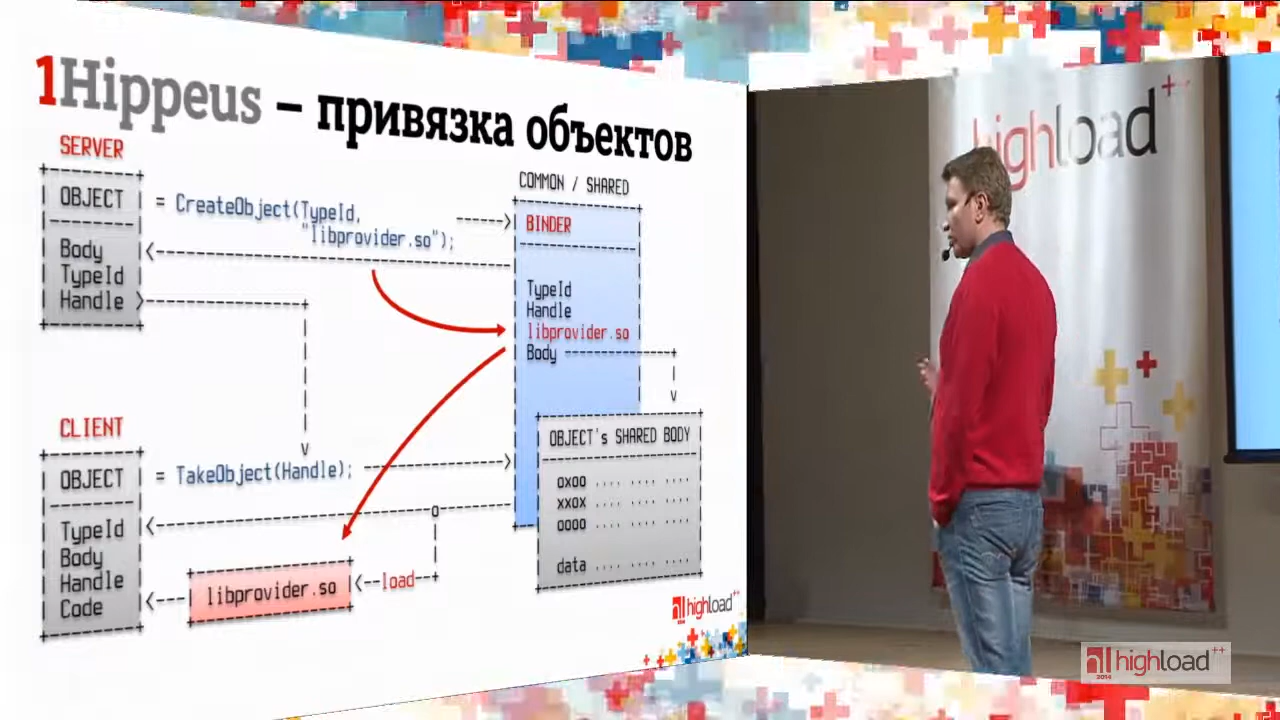 1Hippeus – привязка объектов
SERVER
OBJECT
= CreateObject(TypeId,
"libprovider.so");
Body
TypeId
Handle
COMMON / SHARED
BINDER
TypeId
Handle
libprovider.so
Body
OBJECT's SHARED BODY
oxoo .... .... ....
xxox .... .... ....
oooo .... .... ....
data .... .... ....
CLIENT
OBJECT
= TakeObject(Handle);
TypeId
Body
Handle
Code
libprovider.so
load
highload++
2014
highload++
highload++
2014